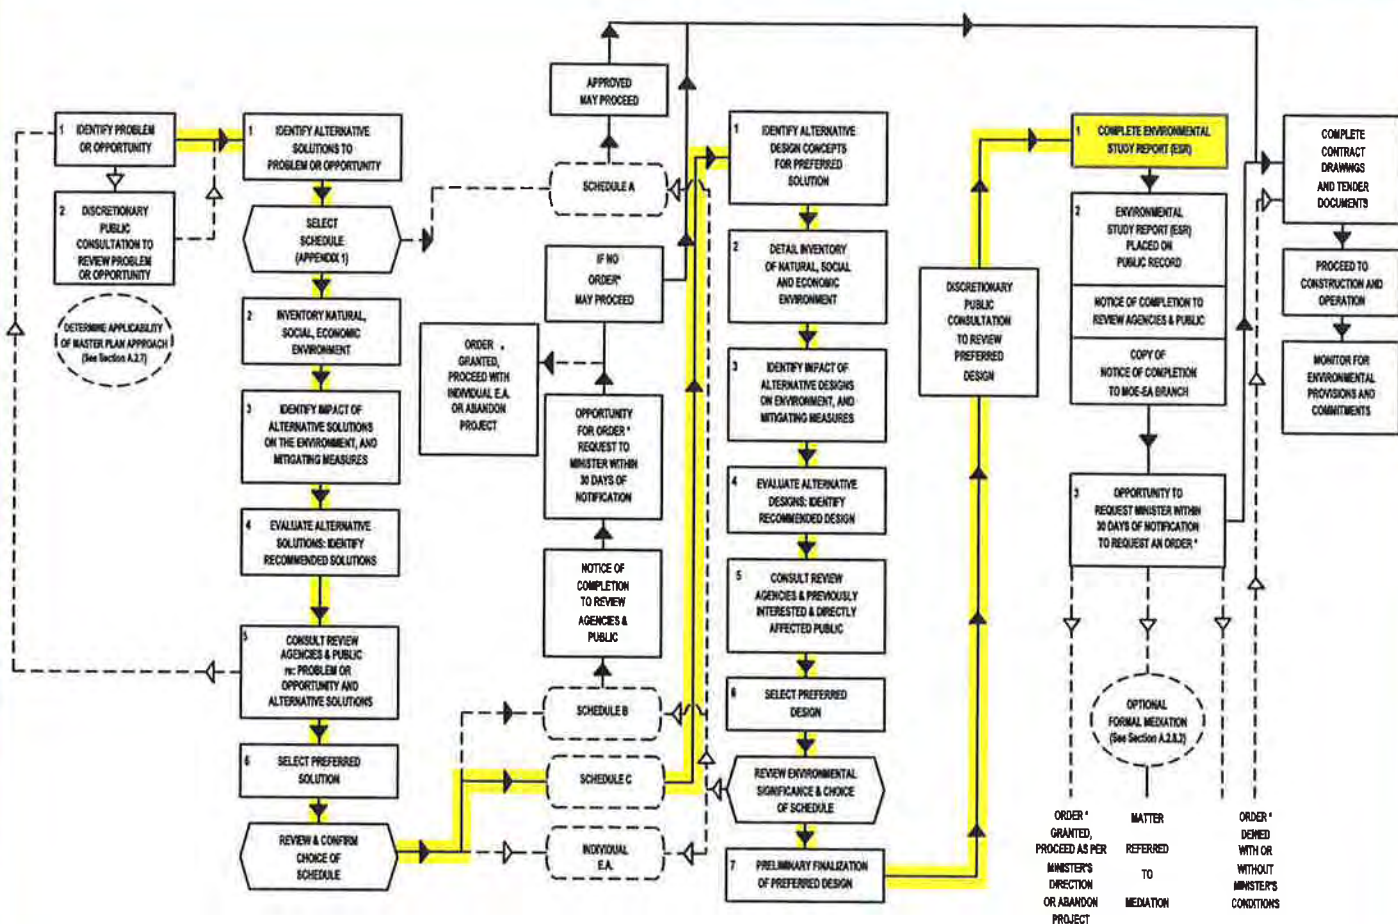 1
IDENTIFY PROBLEM
OR OPPORTUNITY
2
DISCRETIONARY
PUBLIC
CONSULTATION TO
REVIEW PROBLEM
OR OPPORTUNITY
DETERMINE APPLICABILITY
OF MASTER PLAN APPROACH
(See Section A.2.7)
1
IDENTIFY ALTERNATIVE
SOLUTIONS TO
PROBLEM OR OPPORTUNITY
SELECT
SCHEDULE
(APPENDIX 1)
2
INVENTORY NATURAL,
SOCIAL, ECONOMIC
ENVIRONMENT
3
IDENTIFY IMPACT OF
ALTERNATIVE SOLUTIONS
ON THE ENVIRONMENT, AND
MITIGATING MEASURES
4
EVALUATE ALTERNATIVE
SOLUTIONS: IDENTIFY
RECOMMENDED SOLUTIONS
5
CONSULT REVIEW
AGENCIES & PUBLIC
re: PROBLEM OR
OPPORTUNITY AND
ALTERNATIVE SOLUTIONS
6
SELECT PREFERRED
SOLUTION
REVIEW & CONFIRM
CHOICE OF
SCHEDULE
APPROVED
MAY PROCEED
SCHEDULE A
IF NO
ORDER*
MAY PROCEED
ORDER *
GRANTED,
PROCEED WITH
INDIVIDUAL E.A.
OR ABANDON
PROJECT
OPPORTUNITY
FOR ORDER *
REQUEST TO
MINISTER WITHIN
30 DAYS OF
NOTIFICATION
NOTICE OF
COMPLETION
TO REVIEW
AGENCIES &
PUBLIC
SCHEDULE B
SCHEDULE C
INDIVIDUAL
E.A.
1
IDENTIFY ALTERNATIVE
DESIGN CONCEPTS
FOR PREFERRED
SOLUTION
2
DETAIL INVENTORY
OF NATURAL, SOCIAL
AND ECONOMIC
ENVIRONMENT
3
IDENTIFY IMPACT OF
ALTERNATIVE DESIGNS
ON ENVIRONMENT, AND
MITIGATING MEASURES
4
EVALUATE ALTERNATIVE
DESIGNS: IDENTIFY
RECOMMENDED DESIGN
5
CONSULT REVIEW
AGENCIES & PREVIOUSLY
INTERESTED & DIRECTLY
AFFECTED PUBLIC
6
SELECT PREFERRED
DESIGN
REVIEW ENVIRONMENTAL
SIGNIFICANCE & CHOICE
OF SCHEDULE
7
PRELIMINARY FINALIZATION
OF PREFERRED DESIGN
DISCRETIONARY
PUBLIC
CONSULTATION
TO REVIEW
PREFERRED
DESIGN
1
COMPLETE ENVIRONMENTAL
STUDY REPORT (ESR)
2
ENVIRONMENTAL
STUDY REPORT (ESR)
PLACED ON
PUBLIC RECORD
NOTICE OF COMPLETION TO
REVIEW AGENCIES & PUBLIC
COPY OF
NOTICE OF COMPLETION
TO MOE-EA BRANCH
3
OPPORTUNITY TO
REQUEST MINISTER WITHIN
30 DAYS OF NOTIFICATION
TO REQUEST AN ORDER *
OPTIONAL
FORMAL MEDIATION
(See Section A.2.8.2)
ORDER *
GRANTED,
PROCEED AS PER
MINISTER'S
DIRECTION
OR ABANDON
PROJECT
MATTER
REFERRED
TO
MEDIATION
ORDER *
DENIED
WITH OR
WITHOUT
MINISTER'S
CONDITIONS
COMPLETE
CONTRACT
DRAWINGS
AND TENDER
DOCUMENTS
PROCEED TO
CONSTRUCTION AND
OPERATION
MONITOR FOR
ENVIRONMENTAL
PROVISIONS AND
COMMITMENTS